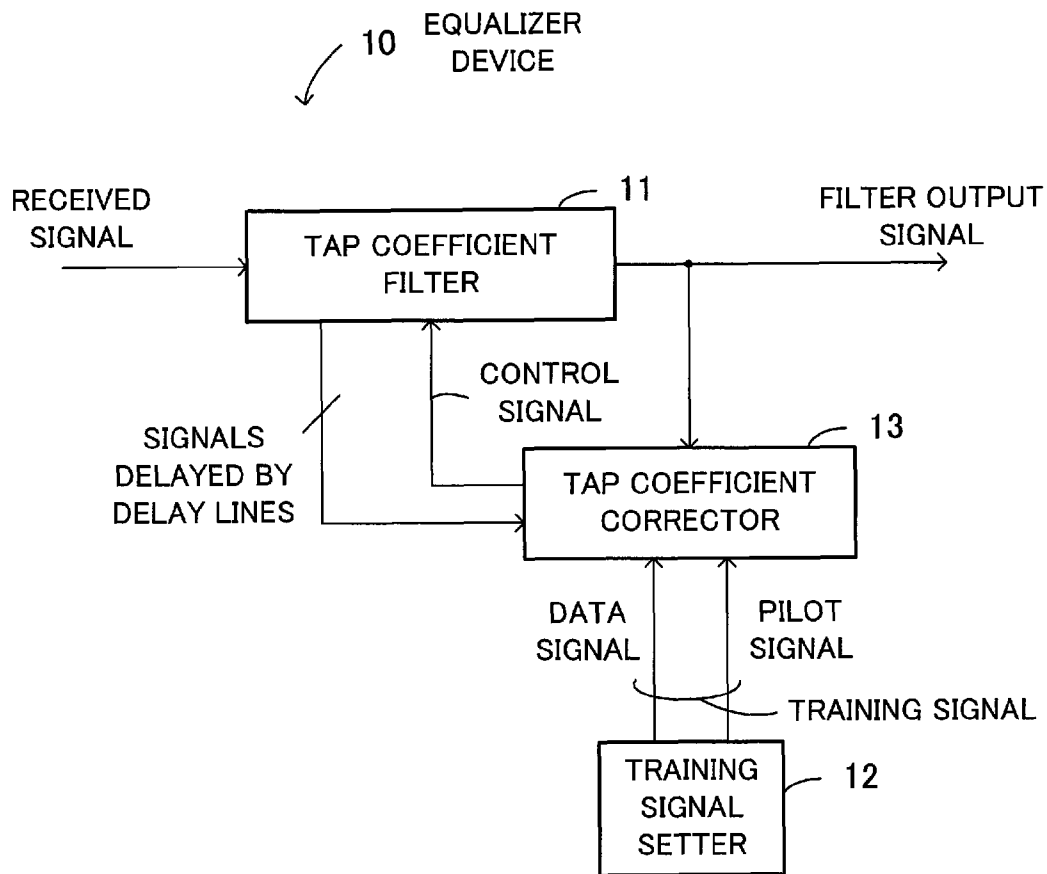 10
EQUALIZER
DEVICE
11
RECEIVED
SIGNAL
TAP COEFFICIENT
FILTER
FILTER OUTPUT
SIGNAL
CONTROL
SIGNAL
SIGNALS
DELAYED BY
DELAY LINES
13
TAP COEFFICIENT
CORRECTOR
DATA
SIGNAL
PILOT
SIGNAL
TRAINING SIGNAL
TRAINING
SIGNAL
SETTER
12